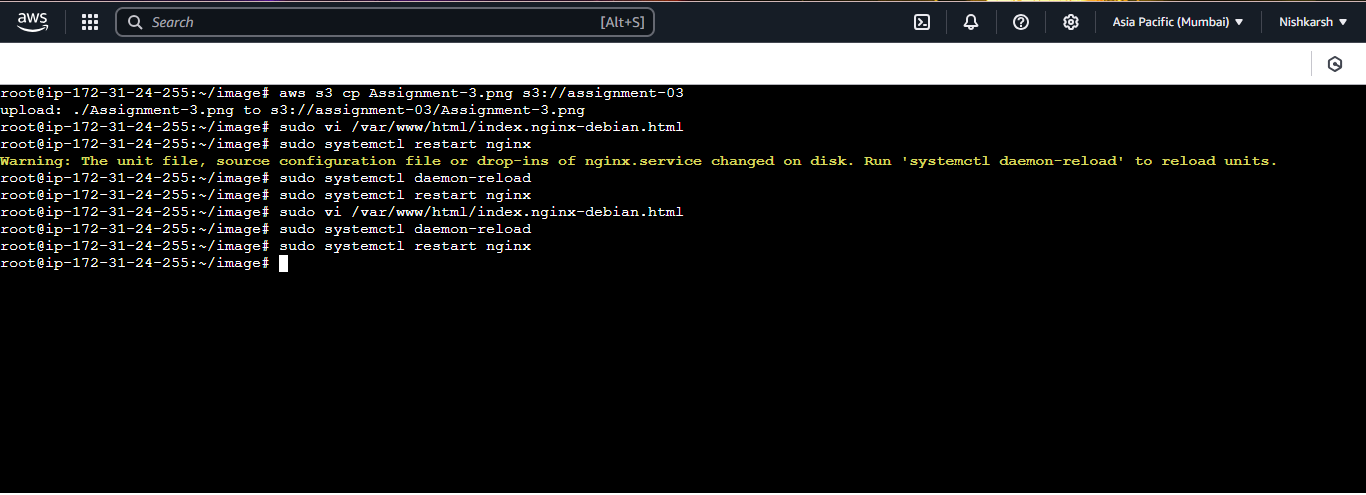 aws Search [Alt+S] Asia Pacific (Mumbai) Nishkarsh
root@ip-172-31-24-255:~/image# aws s3 cp Assignment-3.png s3://assignment-03
upload: ./Assignment-3.png to s3://assignment-03/Assignment-3.png
root@ip-172-31-24-255:~/image# sudo vi /var/www/html/index.nginx-debian.html
root@ip-172-31-24-255:~/image# sudo systemctl restart nginx
Warning: The unit file, source configuration file or drop-ins of nginx.service changed on disk. Run 'systemctl daemon-reload' to reload units.
root@ip-172-31-24-255:~/image# sudo systemctl daemon-reload
root@ip-172-31-24-255:~/image# sudo systemctl restart nginx
root@ip-172-31-24-255:~/image# sudo vi /var/www/html/index.nginx-debian.html
root@ip-172-31-24-255:~/image# sudo systemctl daemon-reload
root@ip-172-31-24-255:~/image# sudo systemctl restart nginx
root@ip-172-31-24-255:~/image#